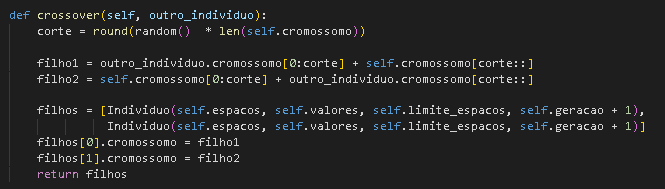 def crossover(self, outro_individuo):
    corte = round(random()  * len(self.cromossomo))
    filho1 = outro_individuo.cromossomo[0:corte] + self.cromossomo[corte::]
    filho2 = self.cromossomo[0:corte] + outro_individuo.cromossomo[corte::]
    filhos = [Individuo(self.espacos, self.valores, self.limite_espacos, self.geracao + 1),
              Individuo(self.espacos, self.valores, self.limite_espacos, self.geracao + 1)]
    filhos[0].cromossomo = filho1
    filhos[1].cromossomo = filho2
    return filhos